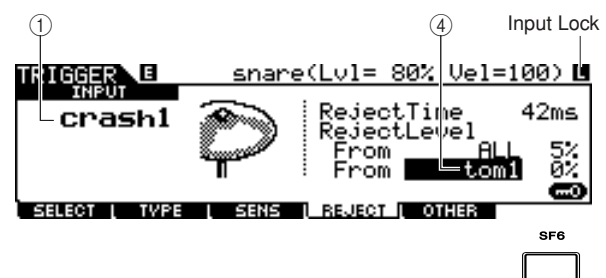 ① ④ Input Lock
TRIGGER E snare(Lvl= 80% Vel=100) L
INPUT
crash1
RejectTime 42ms
RejectLevel
From ALL 5%
From tom1 0%
SELECT TYPE SENS REJECT OTHER
SF6